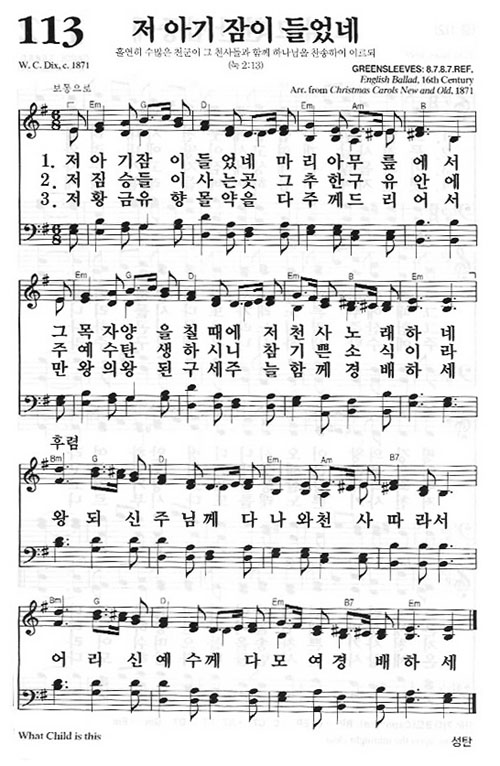 113 저 아기 잠이 들었네
홀연히 수많은 천군이 그 천사들과 함께 하나님을 찬송하여 이르되
(눅 2:13)
W. C. Dix, c. 1871
GREENSLEEVES: 8.7.8.7.REF.
English Ballad, 16th Century
Arr. from Christmas Carols New and Old, 1871
보통으로
Em G D Em Am B
1. 저 아 기 잠 이 들 었 네 마 리 아 무 릎 에 서
2. 저 짐 승 들 이 사 는 곳 그 추 한 구 유 안 에
3. 저 황 금 유 향 몰 약 을 다 주 께 드 리 어 서
Em G D Em Am B Em
그 목 자 양 을 칠 때 에 저 천 사 노 래 하 네
주 예 수 탄 생 하 시 니 참 기 쁜 소 식 이 라
만 왕 의 왕 된 구 세 주 늘 함 께 경 배 하 세
후렴
Bm G D Em Am B7
왕 되 신 주 님 께 다 나 와 천 사 따 라 서
Bm G D Em B7 Em
어 리 신 예 수 께 다 모 여 경 배 하 세
What Child is this
성탄